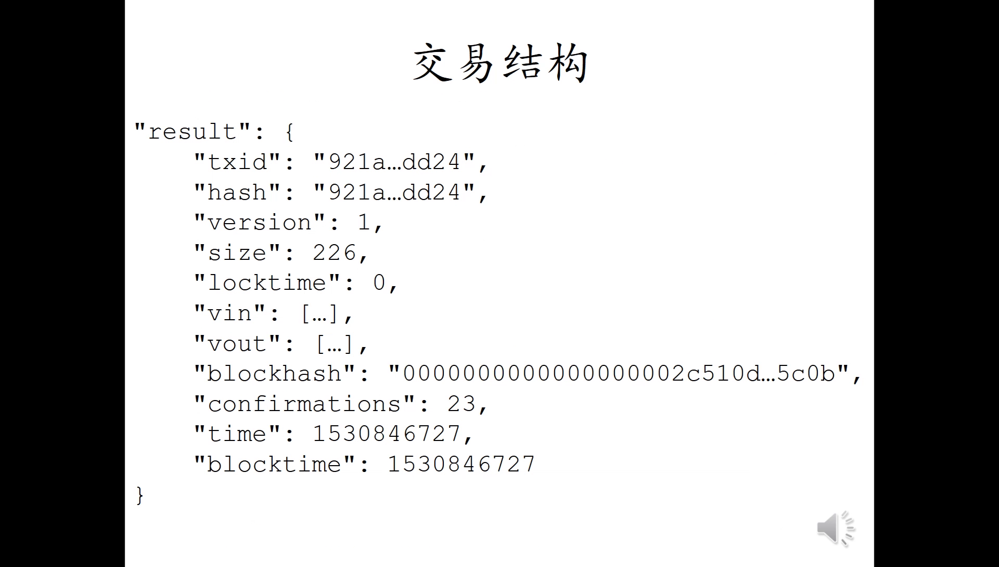 交易结构
"result": {
"txid": "921a…dd24",
"hash": "921a…dd24",
"version": 1,
"size": 226,
"locktime": 0,
"vin": […],
"vout": […],
"blockhash": "0000000000000000002c510d…5c0b",
"confirmations": 23,
"time": 1530846727,
"blocktime": 1530846727
}